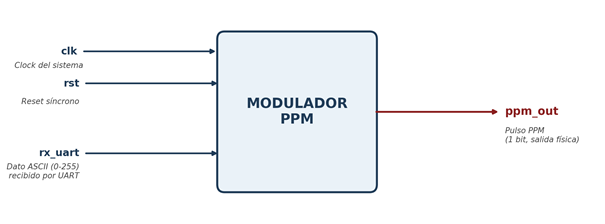 clk
Clock del sistema
rst
Reset síncrono
rx_uart
Dato ASCII (0-255)
recibido por UART
MODULADOR
PPM
ppm_out
Pulso PPM
(1 bit, salida física)